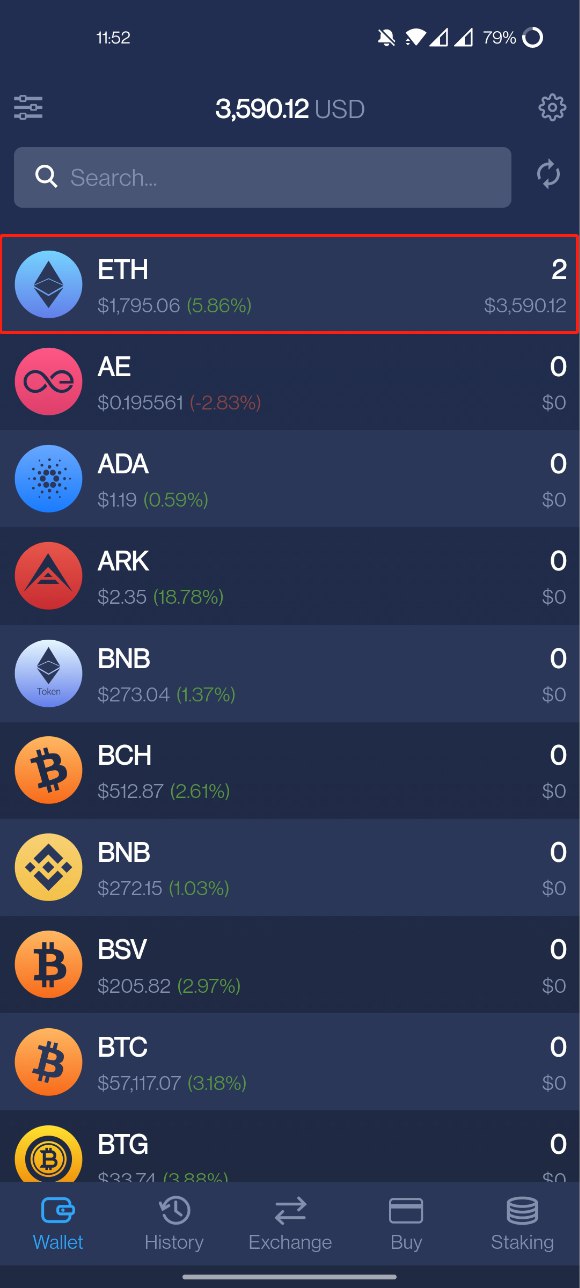 11:52 79%
3,590.12 USD
Search...
ETH 2
$1,795.06 (5.86%) $3,590.12
AE 0
$0.195561 (-2.83%) $0
ADA 0
$1.19 (0.59%) $0
ARK 0
$2.35 (18.78%) $0
BNB 0
Token
$273.04 (1.37%) $0
BCH 0
$512.87 (2.61%) $0
BNB 0
$272.15 (1.03%) $0
BSV 0
$205.82 (2.97%) $0
BTC 0
$57,117.07 (3.18%) $0
BTG 0
$33.74 (3.88%) $0
Wallet History Exchange Buy Staking